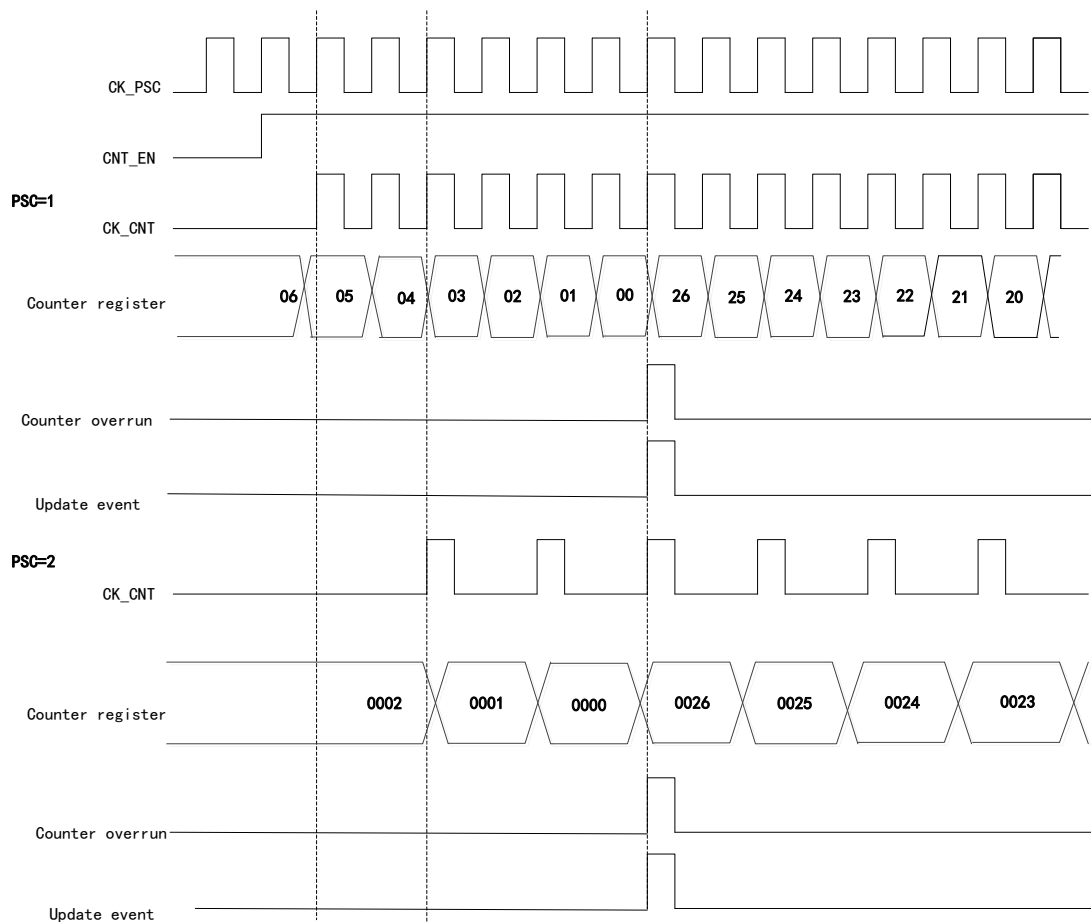 CK_PSC
CNT_EN
PSC=1
CK_CNT
Counter register 06 05 04 03 02 01 00 26 25 24 23 22 21 20
Counter overrun
Update event
PSC=2
CK_CNT
Counter register 0002 0001 0000 0026 0025 0024 0023
Counter overrun
Update event